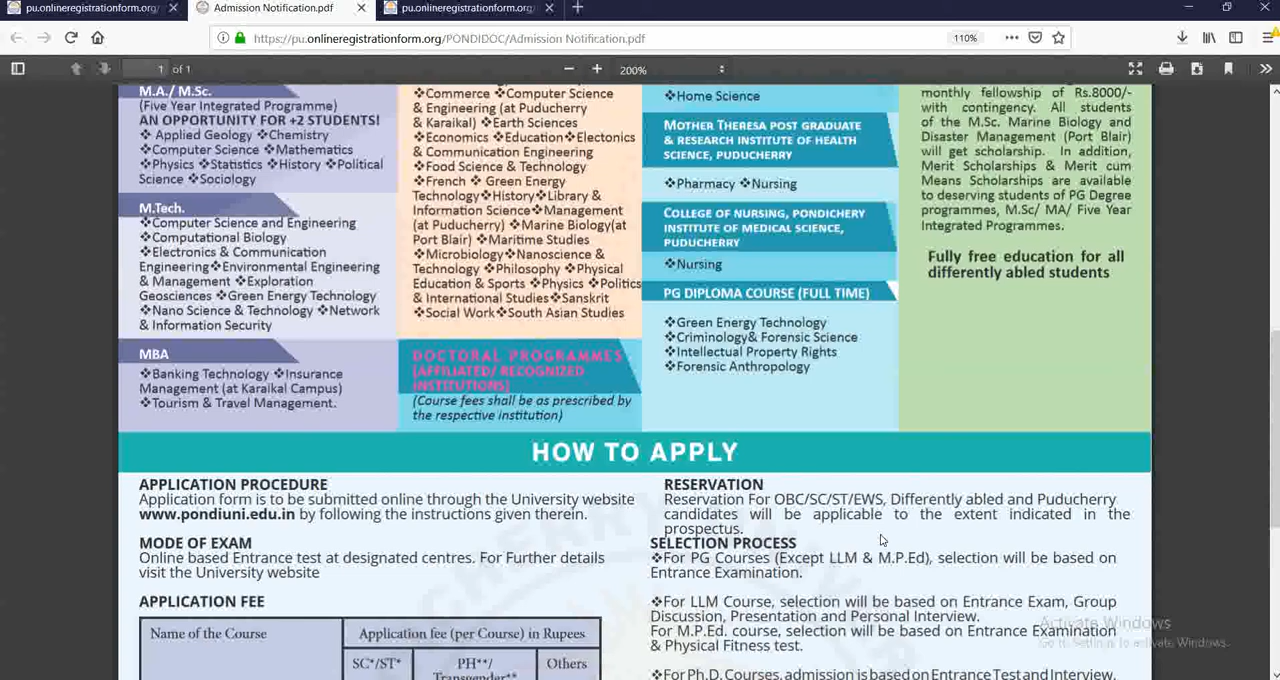 pu.onlineregistrationform.org/
Admission Notification.pdf
pu.onlineregistrationform.org/
https://pu.onlineregistrationform.org/PONDIDOC/Admission Notification.pdf
110%
1 of 1
200%
M.A./ M.Sc.
(Five Year Integrated Programme)
AN OPPORTUNITY FOR +2 STUDENTS!
❖ Applied Geology ❖Chemistry
❖Computer Science ❖Mathematics
❖Physics ❖Statistics ❖History ❖Political
Science ❖Sociology
M.Tech.
❖Computer Science and Engineering
❖Computational Biology
❖Electronics & Communication
Engineering❖Environmental Engineering
& Management ❖Exploration
Geosciences ❖Green Energy Technology
❖Nano Science & Technology ❖Network
& Information Security
MBA
❖Banking Technology ❖Insurance
Management (at Karaikal Campus)
❖Tourism & Travel Management.
❖Commerce ❖Computer Science
& Engineering (at Puducherry
& Karaikal) ❖Earth Sciences
❖Economics ❖Education❖Electonics
& Communication Engineering
❖Food Science & Technology
❖French ❖ Green Energy
Technology❖History❖Library &
Information Science❖Management
(at Puducherry) ❖Marine Biology(at
Port Blair) ❖Maritime Studies
❖Microbiology❖Nanoscience &
Technology ❖Philosophy ❖Physical
Education & Sports ❖Physics ❖Politics
& International Studies❖Sanskrit
❖Social Work❖South Asian Studies
DOCTORAL PROGRAMMES
(AFFILIATED/ RECOGNIZED
INSTITUTIONS)
(Course fees shall be as prescribed by
the respective institution)
❖Home Science
MOTHER THERESA POST GRADUATE
& RESEARCH INSTITUTE OF HEALTH
SCIENCE, PUDUCHERRY
❖Pharmacy ❖Nursing
COLLEGE OF NURSING, PONDICHERY
INSTITUTE OF MEDICAL SCIENCE,
PUDUCHERRY
❖Nursing
PG DIPLOMA COURSE (FULL TIME)
❖Green Energy Technology
❖Criminology& Forensic Science
❖Intellectual Property Rights
❖Forensic Anthropology
monthly fellowship of Rs.8000/-
with contingency. All students
of the M.Sc. Marine Biology and
Disaster Management (Port Blair)
will get scholarship. In addition,
Merit Scholarships & Merit cum
Means Scholarships are available
to deserving students of PG Degree
programmes, M.Sc/ MA/ Five Year
Integrated Programmes.
Fully free education for all
differently abled students
HOW TO APPLY
APPLICATION PROCEDURE
Application form is to be submitted online through the University website
www.pondiuni.edu.in by following the instructions given therein.
MODE OF EXAM
Online based Entrance test at designated centres. For Further details
visit the University website
APPLICATION FEE
Name of the Course
Application fee (per Course) in Rupees
SC*/ST*
PH**/
Transgender**
Others
RESERVATION
Reservation For OBC/SC/ST/EWS, Differently abled and Puducherry
candidates will be applicable to the extent indicated in the
prospectus.
SELECTION PROCESS
❖For PG Courses (Except LLM & M.P.Ed), selection will be based on
Entrance Examination.
❖For LLM Course, selection will be based on Entrance Exam, Group
Discussion, Presentation and Personal Interview.
For M.P.Ed. course, selection will be based on Entrance Examination
& Physical Fitness test.
❖For Ph.D. Courses, admission is based on Entrance Test and Interview.
Activate Windows
Go to Settings to activate Windows.